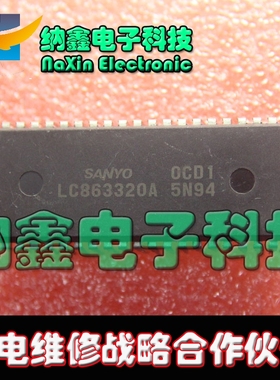 纳鑫电子科技
NaXin Electronic
SANYO 0CD1
LC863320A 5N94
纳鑫电子科技
电维修战略合作伙